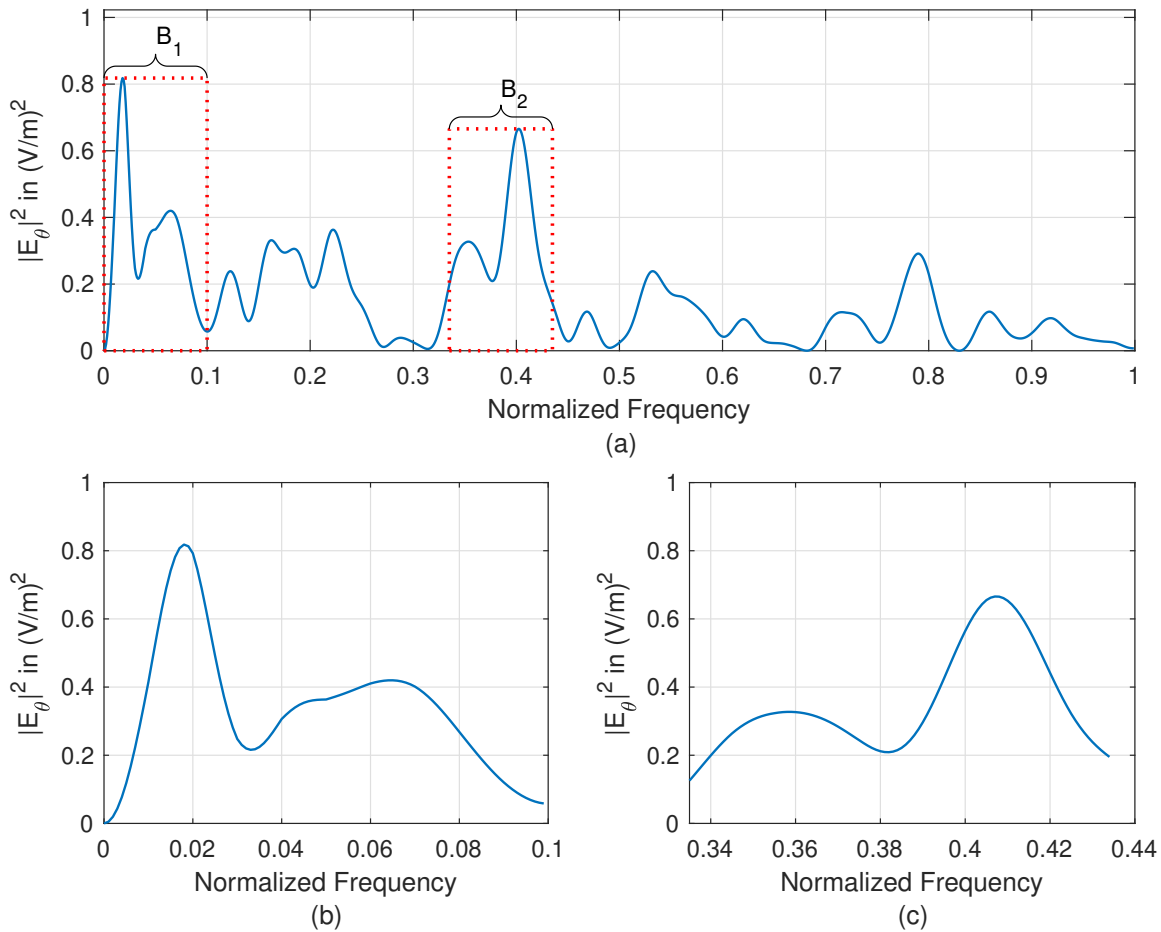 B₁
B₂
1
0.8
0.6
0.4
0.2
0
|E_θ|² in (V/m)²
0 0.1 0.2 0.3 0.4 0.5 0.6 0.7 0.8 0.9 1
Normalized Frequency
(a)
1
0.8
0.6
0.4
0.2
0
|E_θ|² in (V/m)²
0 0.02 0.04 0.06 0.08 0.1
Normalized Frequency
(b)
1
0.8
0.6
0.4
0.2
0
|E_θ|² in (V/m)²
0.34 0.36 0.38 0.4 0.42 0.44
Normalized Frequency
(c)